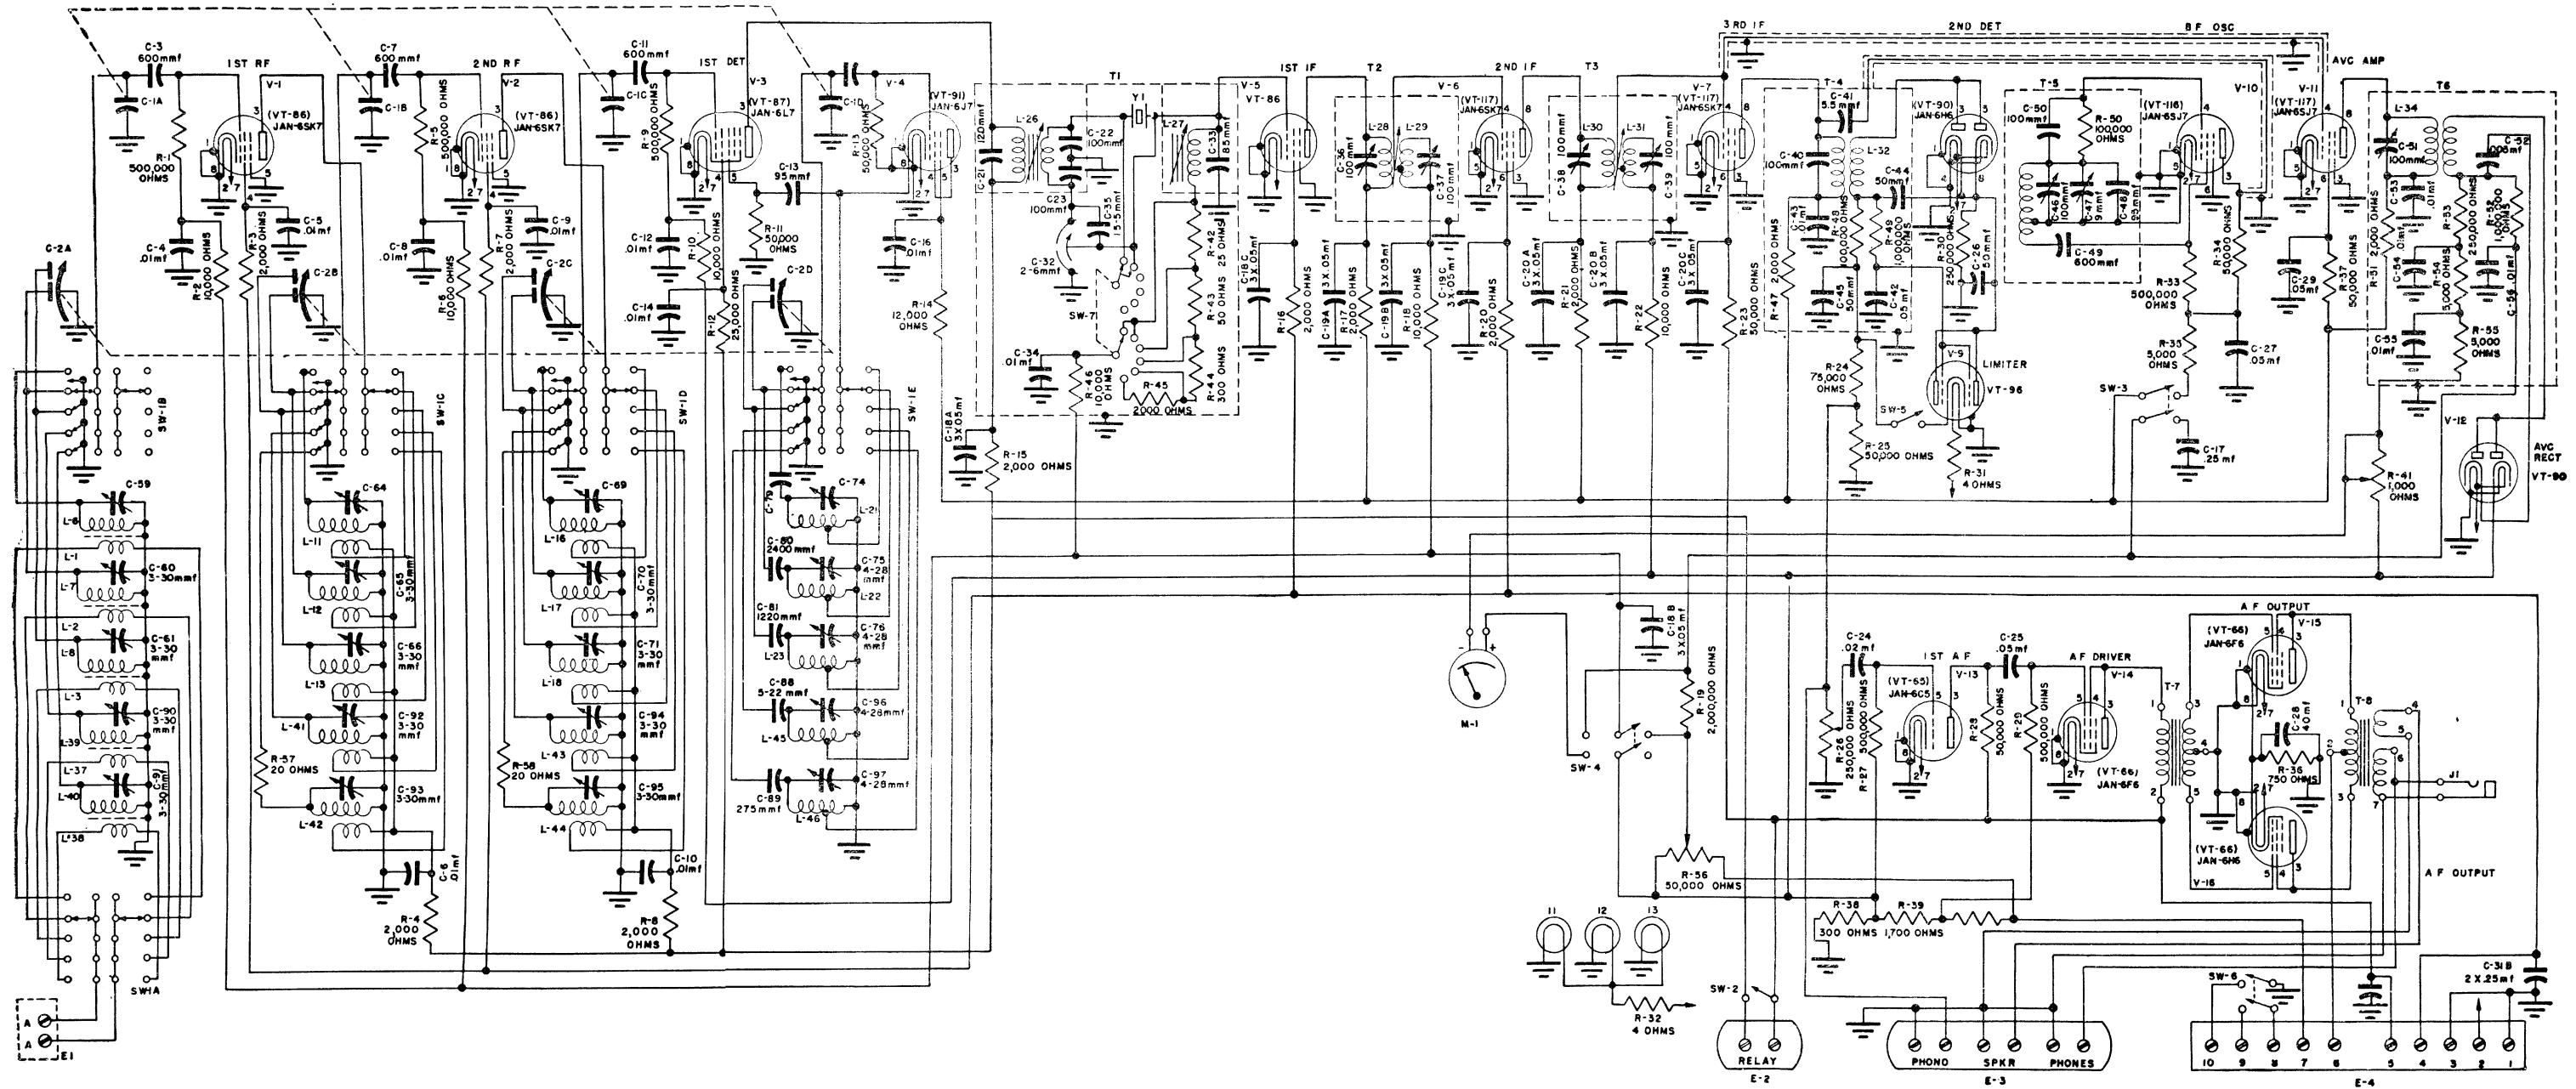 C-3
600mmf
1ST RF
V-1
C-1A
R-1
500,000
OHMS
(VT-86)
JAN-6SK7
C-4
.01mf
R-2
10,000 OHMS
R-3
2,000 OHMS
C-5
.01mf
C-2A
C-2B
C-7
600mmf
2ND RF
V-2
C-1B
R-5
500,000 OHMS
(VT-86)
JAN-6SK7
C-8
.01mf
R-6
10,000 OHMS
R-7
2,000 OHMS
C-9
.01mf
C-2C
C-11
600mmf
1ST DET
V-3
C-1C
R-9
500,000 OHMS
(VT-87)
JAN-6L7
C-12
.01mf
R-10
10,000 OHMS
C-14
.01mf
R-12
25,000 OHMS
C-13
95mmf
R-11
50,000
OHMS
C-2D
V-4
C-1D
R-13
50,000 OHMS
(VT-91)
JAN-6J7
C-16
.01mf
R-14
12,000
OHMS
T1
120mmf
C-21
L-26
C-22
100mmf
Y1
L-27
C-33
85mmf
C23
100mmf
C-35
15.5mmf
C-32
2-6mmf
SW-7
R-42
25 OHMS
R-43
50 OHMS
R-44
300 OHMS
R-45
2000 OHMS
C-34
.01mf
R-46
10,000
OHMS
C-18A
3X.05mf
R-15
2,000 OHMS
V-5
VT-86
1ST IF
C-18C
3X.05mf
R-16
2,000 OHMS
T2
L-28
L-29
C-36
100mmf
C-37
100mmf
C-19A
3X.05mf
R-17
2,000 OHMS
C-19B
3X.05mf
R-18
10,000 OHMS
C-19C
3X.05mf
V-6
(VT-117)
JAN-6SK7
2ND IF
R-20
2,000 OHMS
T3
100mmf
C-38
L-30
L-31
100mmf
C-39
C-20A
3X.05mf
R-21
2,000 OHMS
C-20B
3X.05mf
R-22
10,000 OHMS
C-20C
3X.05mf
3RD IF
V-7
(VT-117)
JAN-6SK7
R-23
50,000 OHMS
T-4
C-41
5.5mmf
C-40
100mmf
L-32
C-44
50mmf
C-43
.01mf
R-47
2,000 OHMS
R-48
100,000 OHMS
R-49
1,000,000 OHMS
C-45
50mmf
C-42
.05mf
2ND DET
(VT-90)
JAN-6H6
R-30
250,000 OHMS
C-26
50mmf
V-9
LIMITER
VT-96
R-24
75,000
OHMS
SW-5
R-25
50,000 OHMS
R-31
4 OHMS
BF OSC
T-5
C-50
100mmf
R-50
100,000
OHMS
C-46
100mmf
C-47
9mmf
C-48
C-49
600mmf
(VT-116)
JAN-6SJ7
V-10
R-34
50,000 OHMS
R-33
500,000
OHMS
R-35
5,000
OHMS
C-27
.05mf
SW-3
C-17
.25mf
AVC AMP
V-11
(VT-117)
JAN-6SJ7
C-29
.05mf
R-37
50,000 OHMS
T6
L-34
C-51
100mmf
C-53
.01mf
C-54
.01mf
R-51
2,000 OHMS
R-53
250,000 OHMS
R-54
5,000 OHMS
C-52
R-52
C-56
.01mf
C-55
.01mf
R-55
5,000
OHMS
V-12
AVC
RECT
VT-90
R-41
1,000
OHMS
SW-1B
SW-1C
SW-1D
SW-1E
C-59
L-6
L-1
C-60
3-30mmf
L-7
L-2
C-61
3-30
mmf
L-8
L-3
C-90
3-30
mmf
L-39
L-37
C-91
3-30mmf
L-40
L-38
SW1A
A
A
E1
C-64
L-11
C-65
3-30mmf
L-12
C-66
3-30
mmf
L-13
C-92
3-30
mmf
L-41
R-57
20 OHMS
C-93
3-30mmf
L-42
C-6
.01mf
R-4
2,000
OHMS
C-69
L-16
C-70
3-30mmf
L-17
C-71
3-30
mmf
L-18
C-94
3-30
mmf
L-43
R-58
20 OHMS
C-95
3-30mmf
L-44
C-10
.01mf
R-8
2,000
OHMS
C-79
C-74
L-21
C-80
2400mmf
C-75
4-28
mmf
L-22
C-81
1220mmf
C-76
4-28
mmf
L-23
C-88
5-22mmf
C-96
4-28mmf
L-45
C-97
4-28mmf
C-89
275mmf
L-46
M-1
SW-4
C-18B
3X.05mf
R-19
2,000,000 OHMS
R-56
50,000 OHMS
11
12
13
R-32
4 OHMS
SW-2
RELAY
E-2
C-24
.02mf
R-26
250,000 OHMS
R-27
500,000 OHMS
1ST AF
(VT-65)
JAN-6C5
V-13
C-25
.05mf
R-28
50,000 OHMS
R-29
500,000 OHMS
AF DRIVER
V-14
(VT-66)
JAN-6F6
T-7
AF OUTPUT
(VT-66)
JAN-6F6
V-15
C-28
40mf
R-36
750 OHMS
(VT-66)
JAN-6H6
V-16
T-8
J1
AF OUTPUT
R-38
300 OHMS
R-39
1,700 OHMS
PHONO
SPKR
PHONES
E-3
SW-6
C-31B
2X.25mf
10
9
8
7
6
5
4
3
2
1
E-4